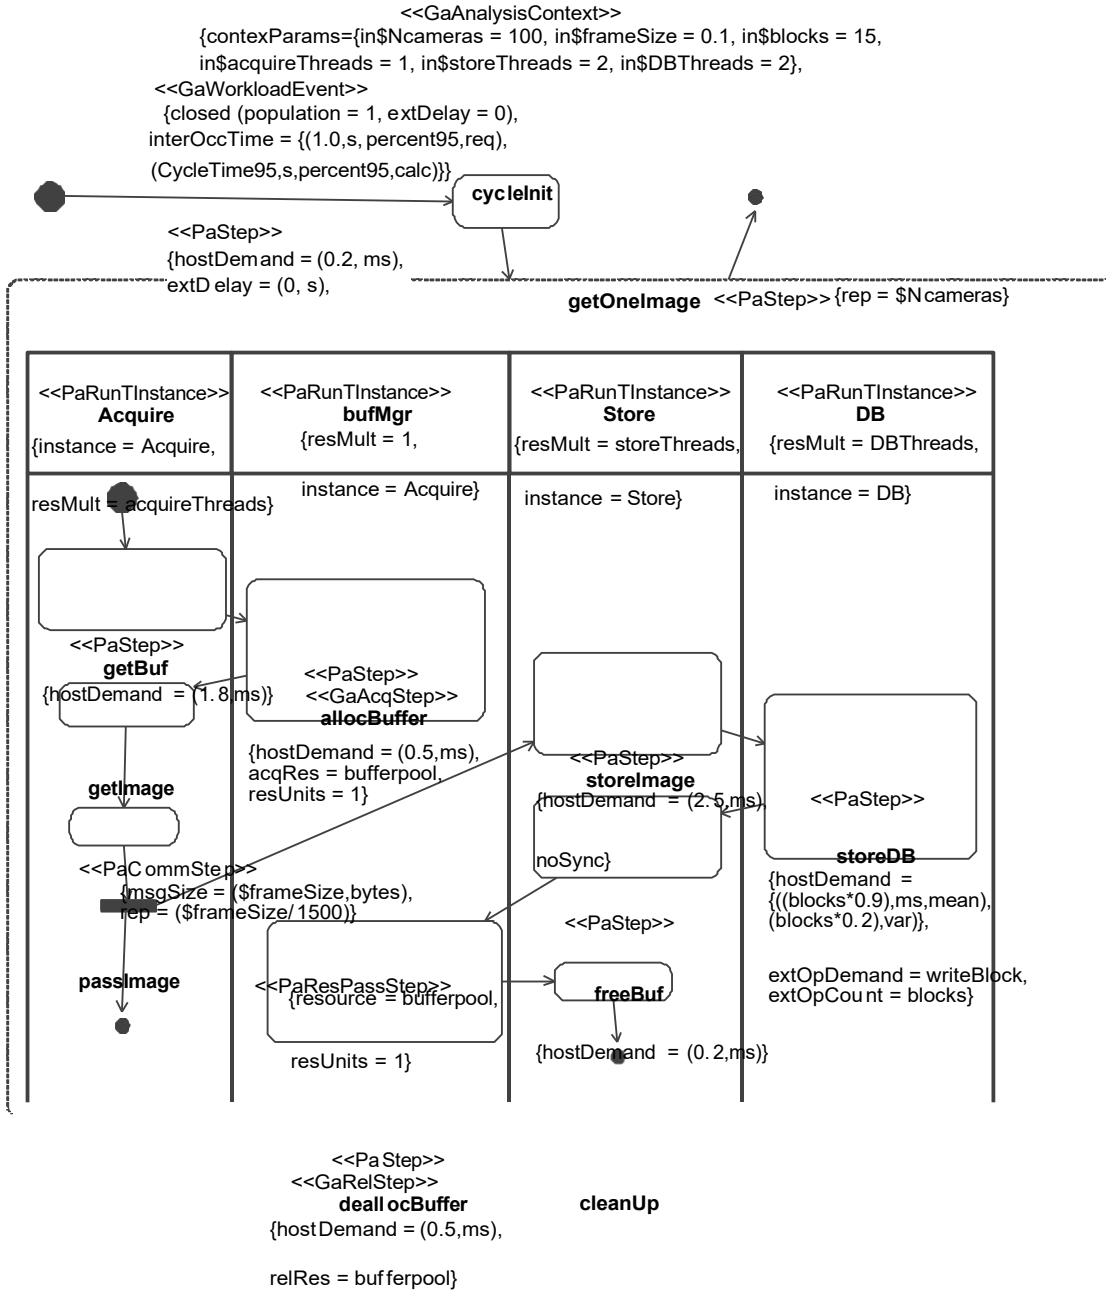 <<GaAnalysisContext>>
{contexParams={in$Ncameras = 100, in$frameSize = 0.1, in$blocks = 15,
in$acquireThreads = 1, in$storeThreads = 2, in$DBThreads = 2},
<<GaWorkloadEvent>>
{closed (population = 1, extDelay = 0),
interOccTime = {(1.0,s, percent95,req),
(CycleTime95,s,percent95,calc)}}
cycleInit
<<PaStep>>
{hostDemand = (0.2, ms),
extDelay = (0, s),
getOneImage <<PaStep>> {rep = $Ncameras}
<<PaRunTInstance>>
Acquire
{instance = Acquire,
resMult = acquireThreads}
<<PaRunTInstance>>
bufMgr
{resMult = 1,
instance = Acquire}
<<PaRunTInstance>>
Store
{resMult = storeThreads,
instance = Store}
<<PaRunTInstance>>
DB
{resMult = DBThreads,
instance = DB}
<<PaStep>>
getBuf
{hostDemand = (1.8,ms)}
<<PaStep>>
<<GaAcqStep>>
allocBuffer
{hostDemand = (0.5,ms),
acqRes = bufferpool,
resUnits = 1}
getImage
<<PaStep>>
storeImage
{hostDemand = (2.5,ms),
noSync}
<<PaStep>>
storeDB
{hostDemand =
{((blocks*0.9),ms,mean),
(blocks*0.2),var)},
extOpDemand = writeBlock,
extOpCount = blocks}
<<PaCommStep>>
{msgSize = ($frameSize,bytes),
rep = ($frameSize/1500)}
passImage
<<PaResPassStep>>
{resource = bufferpool,
resUnits = 1}
<<PaStep>>
freeBuf
{hostDemand = (0.2,ms)}
<<PaStep>>
<<GaRelStep>>
deallocBuffer
{hostDemand = (0.5,ms),
relRes = bufferpool}
cleanUp